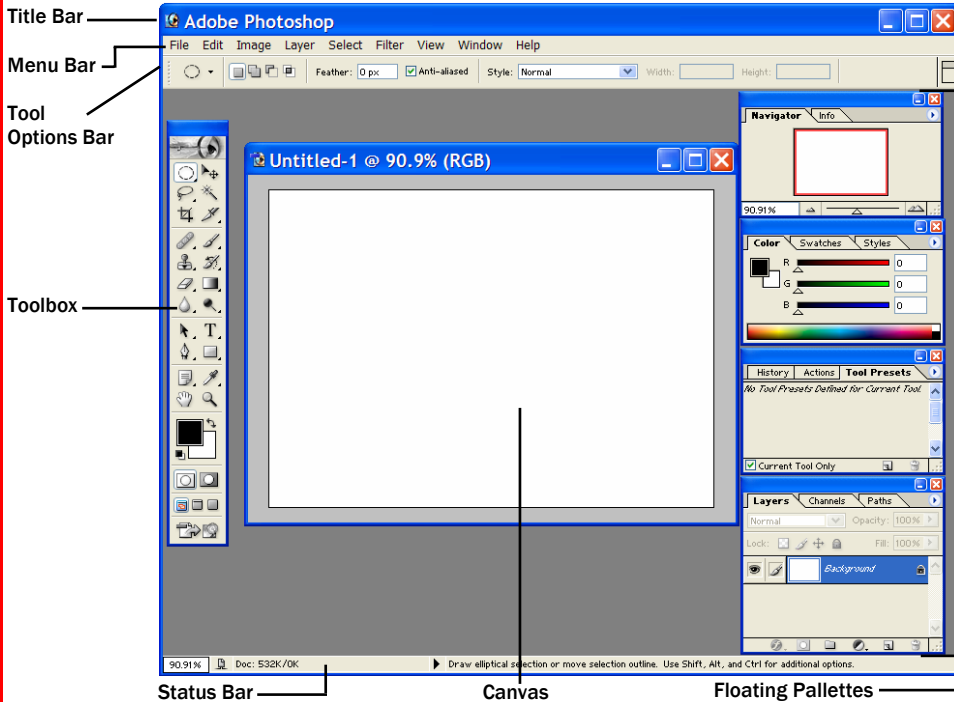 Title Bar
Adobe Photoshop
Menu Bar
File Edit Image Layer Select Filter View Window Help
Tool
Options Bar
Feather: 0 px Anti-aliased Style: Normal Width: Height:
Untitled-1 @ 90.9% (RGB)
Navigator Info
90.91%
Color Swatches Styles
R 0
G 0
B 0
Toolbox
T
History Actions Tool Presets
No Tool Presets Defined for Current Tool.
Current Tool Only
Layers Channels Paths
Normal Opacity: 100%
Lock: Fill: 100%
Background
90.91% Doc: 532K/0K Draw elliptical selection or move selection outline. Use Shift, Alt, and Ctrl for additional options.
Status Bar
Canvas
Floating Pallettes